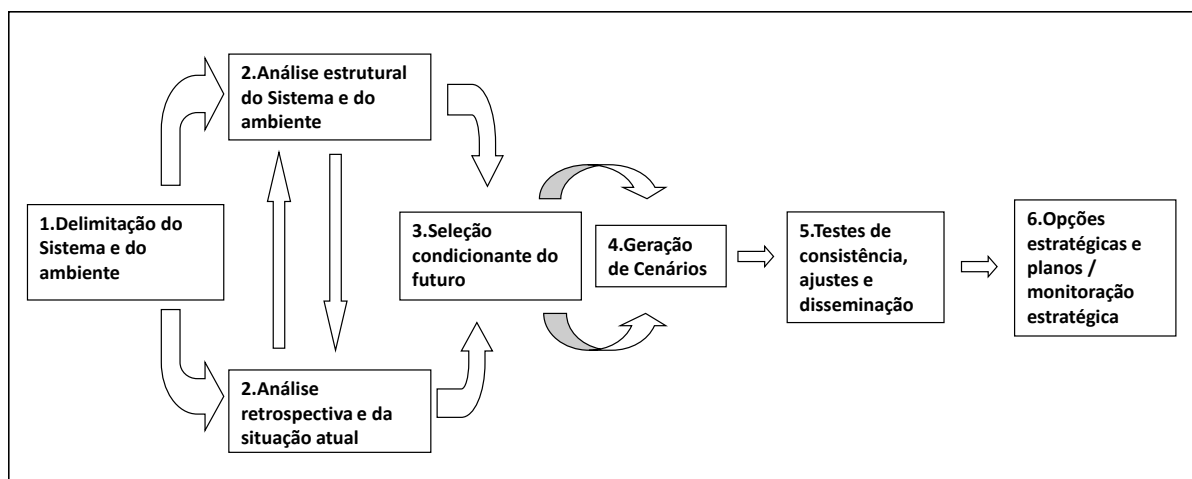 1.Delimitação do
Sistema e do
ambiente
2.Análise estrutural
do Sistema e do
ambiente
2.Análise
retrospectiva e da
situação atual
3.Seleção
condicionante do
futuro
4.Geração
de Cenários
5.Testes de
consistência,
ajustes e
disseminação
6.Opções
estratégicas e
planos /
monitoração
estratégica